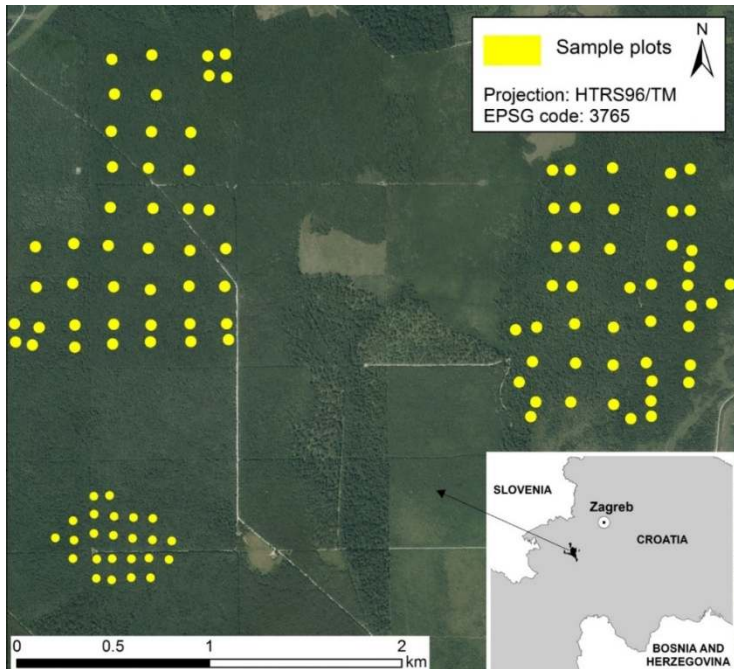 N
Sample plots
Projection: HTRS96/TM
EPSG code: 3765
SLOVENIA
Zagreb
CROATIA
BOSNIA AND
HERZEGOVINA
0 0.5 1 2
km